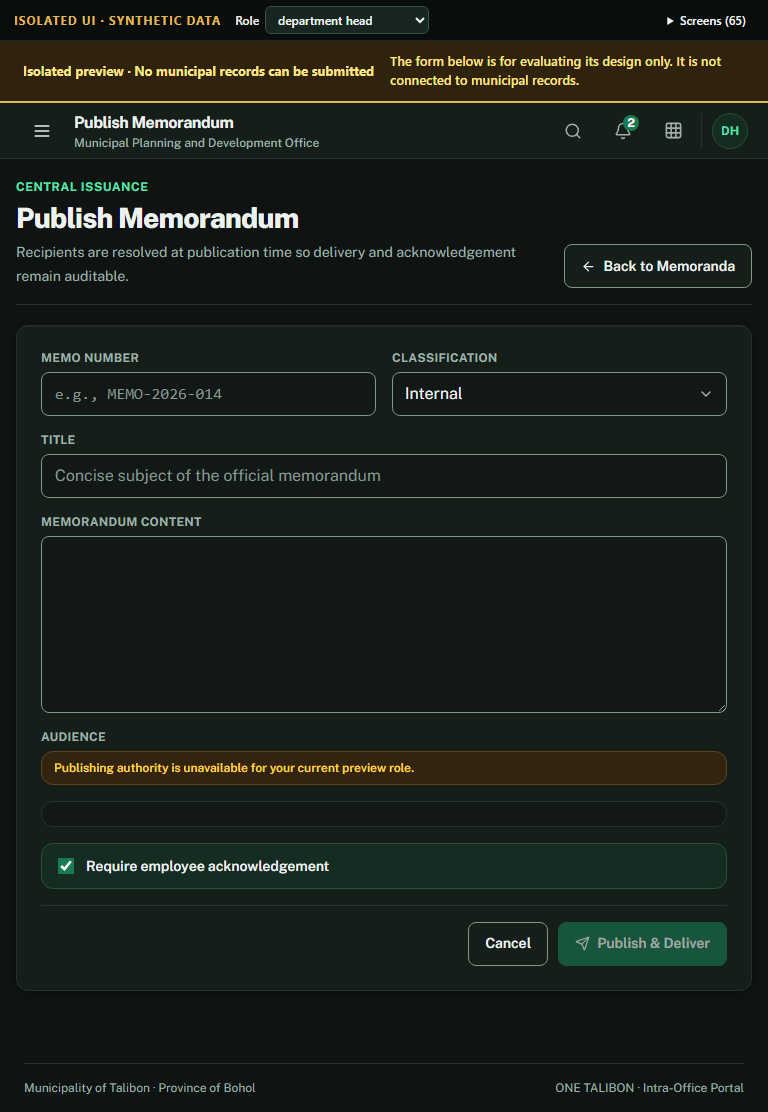 ISOLATED UI · SYNTHETIC DATA Role department head ▶ Screens (65)
Isolated preview · No municipal records can be submitted
The form below is for evaluating its design only. It is not
connected to municipal records.
Publish Memorandum
Municipal Planning and Development Office
2
DH
CENTRAL ISSUANCE
Publish Memorandum
Recipients are resolved at publication time so delivery and acknowledgement
remain auditable.
← Back to Memoranda
MEMO NUMBER
e.g., MEMO-2026-014
CLASSIFICATION
Internal
TITLE
Concise subject of the official memorandum
MEMORANDUM CONTENT
AUDIENCE
Publishing authority is unavailable for your current preview role.
Require employee acknowledgement
Cancel
Publish & Deliver
Municipality of Talibon · Province of Bohol
ONE TALIBON · Intra-Office Portal